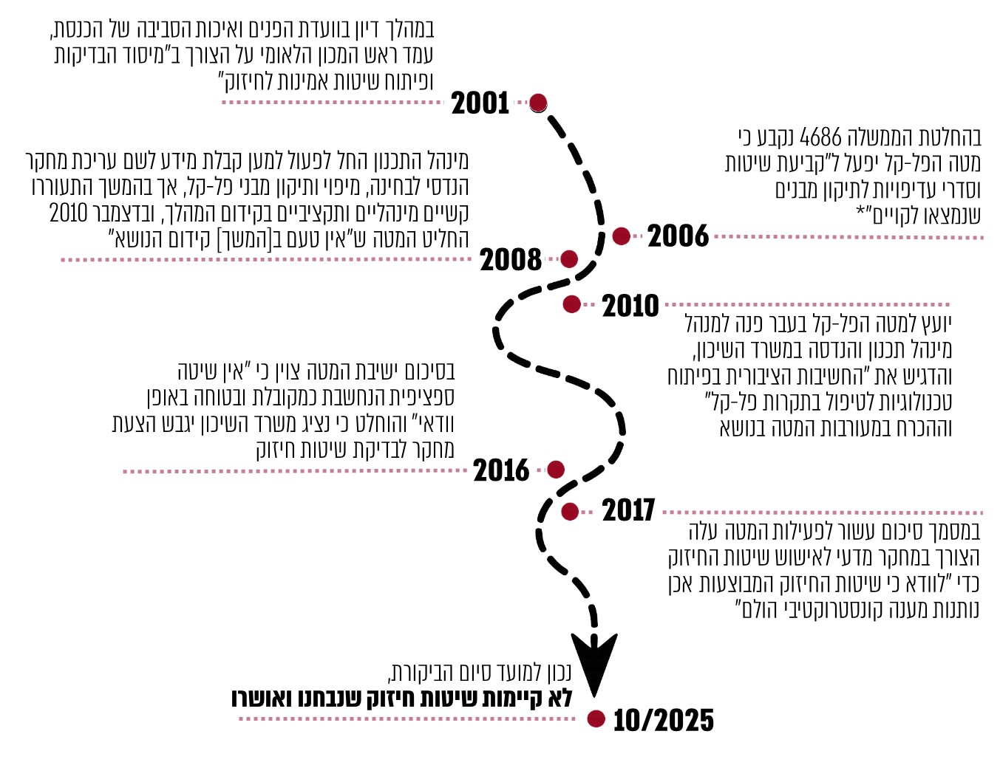 במהלך דיון בוועדת הפנים ואיכות הסביבה של הכנסת,
עמד ראש המכון הלאומי על הצורך ב"מיסוד הבדיקות
ופיתוח שיטות אמינות לחיזוק"
2001
בהחלטת הממשלה 4686 נקבע כי
מטה הפל-קל יפעל ל"קביעת שיטות
וסדרי עדיפויות לתיקון מבנים
שנמצאו לקויים"*
2006
מינהל התכנון החל לפעול למען קבלת מידע לשם עריכת מחקר
הנדסי לבחינה, מיפוי ותיקון מבני פל-קל, אך בהמשך התעוררו
קשיים מינהליים ותקציביים בקידום המהלך, ובדצמבר 2010
החליט המטה ש"אין טעם ב[המשך] קידום הנושא"
2008
2010
יועץ למטה הפל-קל בעבר פנה למנהל
מינהל תכנון והנדסה במשרד השיכון,
והדגיש את "החשיבות הציבורית בפיתוח
טכנולוגיות לטיפול בתקרות פל-קל"
וההכרח במעורבות המטה בנושא
בסיכום ישיבת המטה צוין כי "אין שיטה
ספציפית הנחשבת כמקובלת ובטוחה באופן
וודאי" והוחלט כי נציג משרד השיכון יגבש הצעת
מחקר לבדיקת שיטות חיזוק
2016
2017
במסמך סיכום עשור לפעילות המטה עלה
הצורך במחקר מדעי לאישוש שיטות החיזוק
כדי "לוודא כי שיטות החיזוק המבוצעות אכן
נותנות מענה קונסטרוקטיבי הולם"
נכון למועד סיום הביקורת,
לא קיימות שיטות חיזוק שנבחנו ואושרו
10/2025